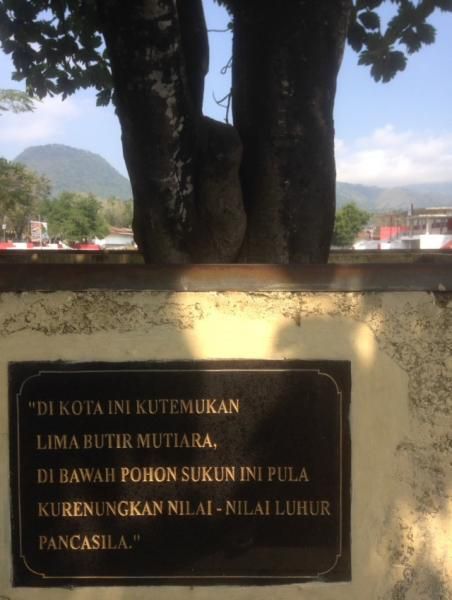 "DI KOTA INI KUTEMUKAN
LIMA BUTIR MUTIARA,
DI BAWAH POHON SUKUN INI PULA
KURENUNGKAN NILAI - NILAI LUHUR
PANCASILA."